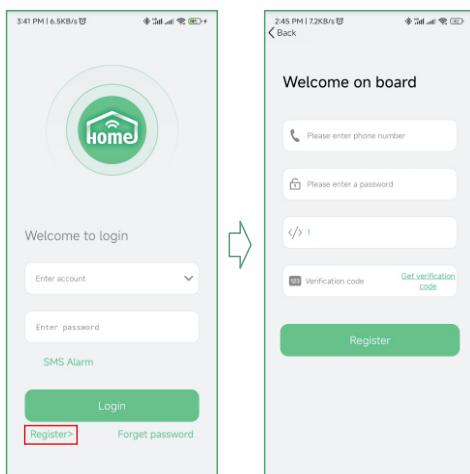 3:41 PM | 6.5KB/s
HOME
Welcome to login
Enter account
Enter password
SMS Alarm
Login
Register>
Forget password
2:45 PM | 7.2KB/s
Back
Welcome on board
Please enter phone number
Please enter a password
</> 1
123 Verification code
Get verification
code
Register